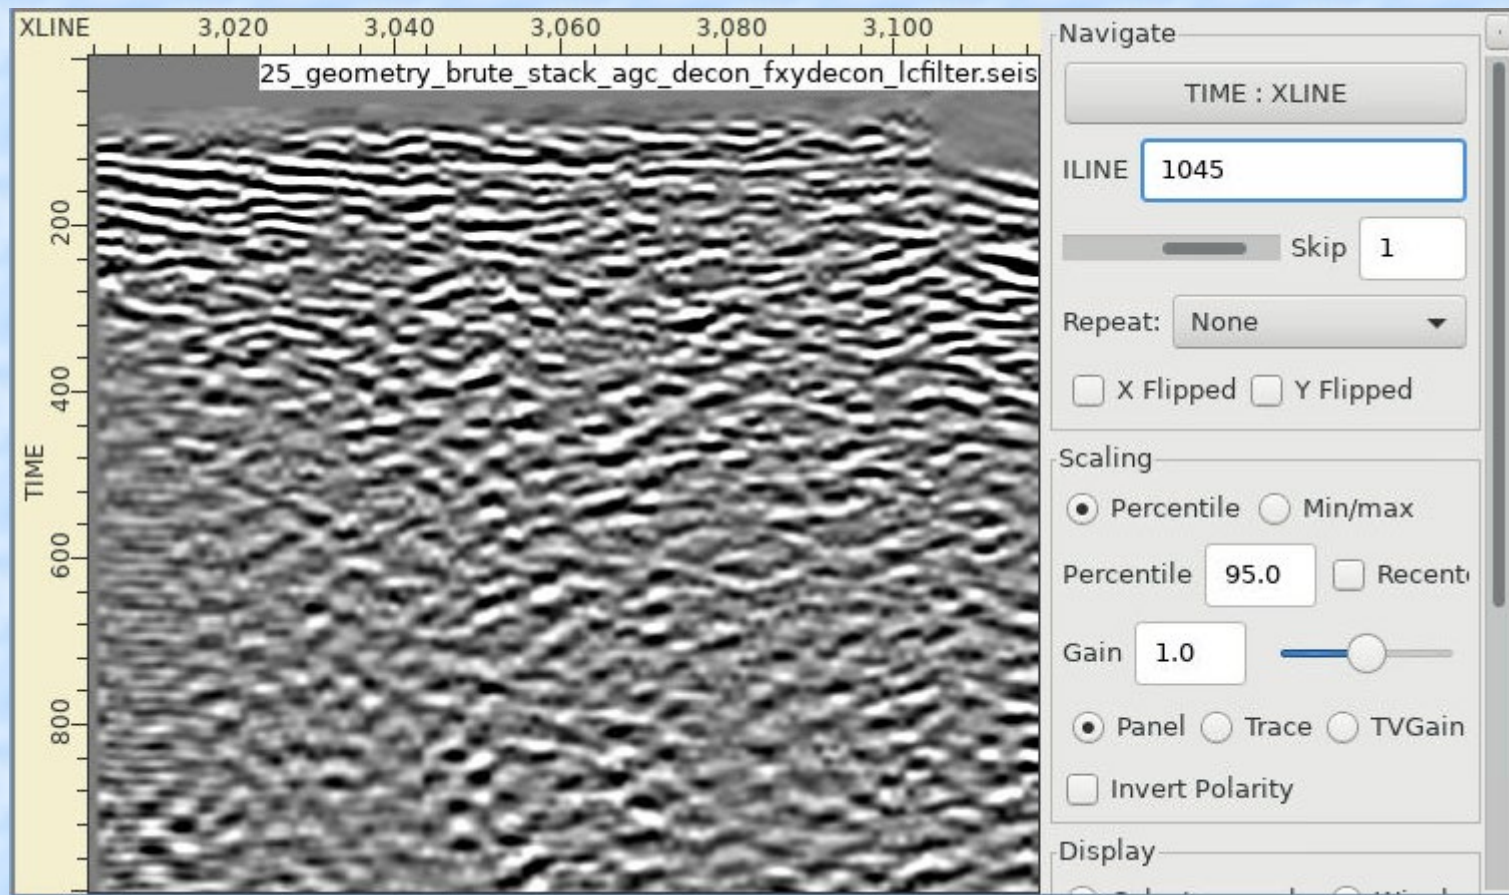 XLINE 3,020 3,040 3,060 3,080 3,100
25_geometry_brute_stack_agc_decon_fxydecon_lcfilter.seis
200
400
TIME
600
800
Navigate
TIME : XLINE
ILINE 1045
Skip 1
Repeat: None
X Flipped Y Flipped
Scaling
Percentile Min/max
Percentile 95.0 Recent
Gain 1.0
Panel Trace TVGain
Invert Polarity
Display